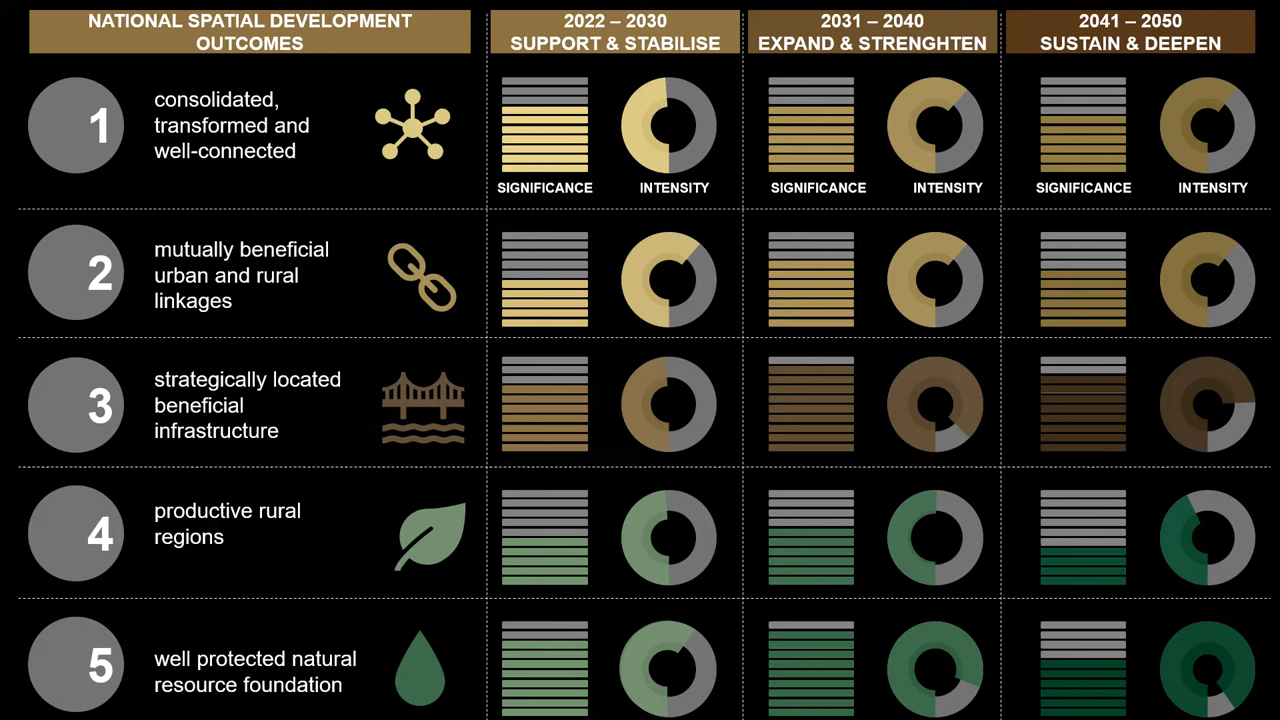 NATIONAL SPATIAL DEVELOPMENT
OUTCOMES
2022 – 2030
SUPPORT & STABILISE
2031 – 2040
EXPAND & STRENGHTEN
2041 – 2050
SUSTAIN & DEEPEN
1
consolidated,
transformed and
well-connected
SIGNIFICANCE
INTENSITY
SIGNIFICANCE
INTENSITY
SIGNIFICANCE
INTENSITY
2
mutually beneficial
urban and rural
linkages
3
strategically located
beneficial
infrastructure
4
productive rural
regions
5
well protected natural
resource foundation